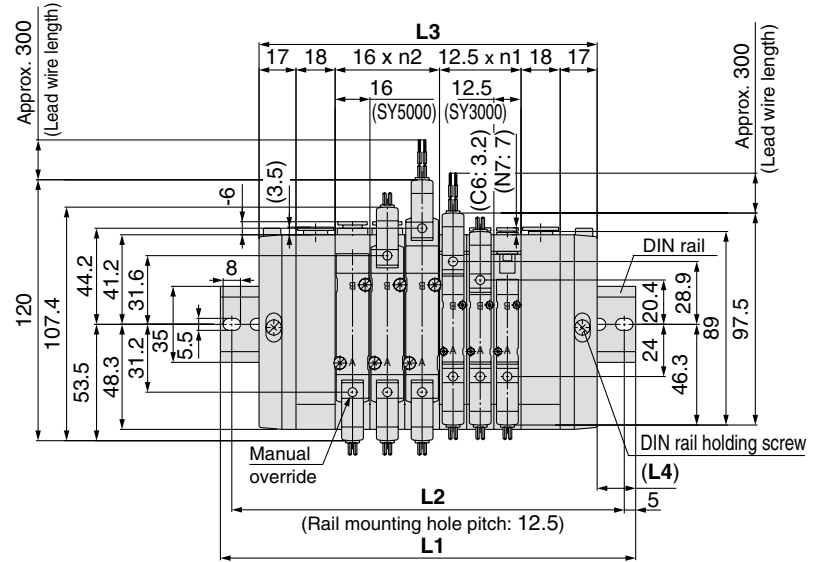 L3
17
18
16 x n2
12.5 x n1
18
17
16
(SY5000)
12.5
(SY3000)
Approx. 300
(Lead wire length)
Approx. 300
(Lead wire length)
-6
(3.5)
(C6: 3.2)
(N7: 7)
DIN rail
8
120
107.4
44.2
41.2
31.6
35
5.5
53.5
48.3
31.2
B
B
B
B
B
B
A
A
A
A
A
A
20.4
28.9
24
46.3
89
97.5
Manual
override
DIN rail holding screw
(L4)
L2
5
(Rail mounting hole pitch: 12.5)
L1